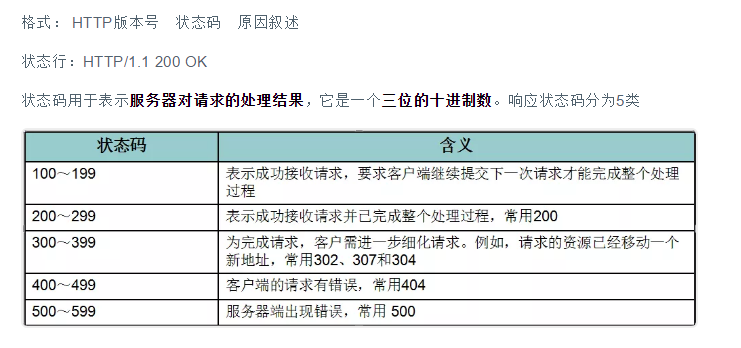 格式： HTTP版本号 状态码 原因叙述
状态行：HTTP/1.1 200 OK
状态码用于表示服务器对请求的处理结果，它是一个三位的十进制数。响应状态码分为5类
状态码 含义
100～199 表示成功接收请求，要求客户端继续提交下一次请求才能完成整个处理
过程
200～299 表示成功接收请求并已完成整个处理过程，常用200
300～399 为完成请求，客户需进一步细化请求。例如，请求的资源已经移动一个
新地址，常用302、307和304
400～499 客户端的请求有错误，常用404
500～599 服务器端出现错误，常用 500